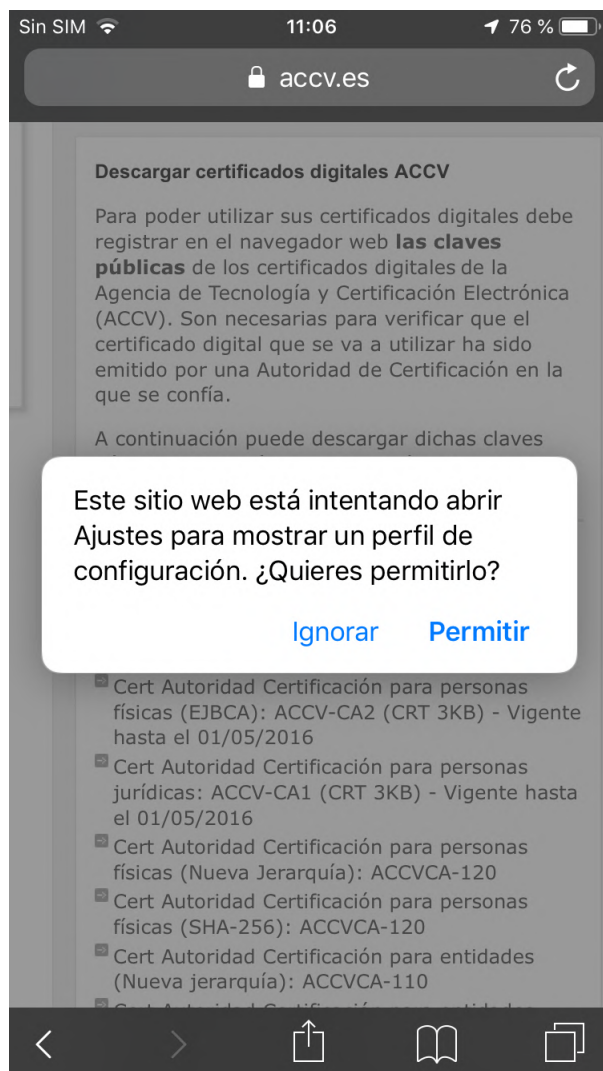 Sin SIM 11:06 76 %
accv.es
Descargar certificados digitales ACCV
Para poder utilizar sus certificados digitales debe
registrar en el navegador web las claves
públicas de los certificados digitales de la
Agencia de Tecnología y Certificación Electrónica
(ACCV). Son necesarias para verificar que el
certificado digital que se va a utilizar ha sido
emitido por una Autoridad de Certificación en la
que se confía.
A continuación puede descargar dichas claves
Este sitio web está intentando abrir
Ajustes para mostrar un perfil de
configuración. ¿Quieres permitirlo?
Ignorar Permitir
Cert Autoridad Certificación para personas
físicas (EJBCA): ACCV-CA2 (CRT 3KB) - Vigente
hasta el 01/05/2016
Cert Autoridad Certificación para personas
jurídicas: ACCV-CA1 (CRT 3KB) - Vigente hasta
el 01/05/2016
Cert Autoridad Certificación para personas
físicas (Nueva Jerarquía): ACCVCA-120
Cert Autoridad Certificación para personas
físicas (SHA-256): ACCVCA-120
Cert Autoridad Certificación para entidades
(Nueva jerarquía): ACCVCA-110